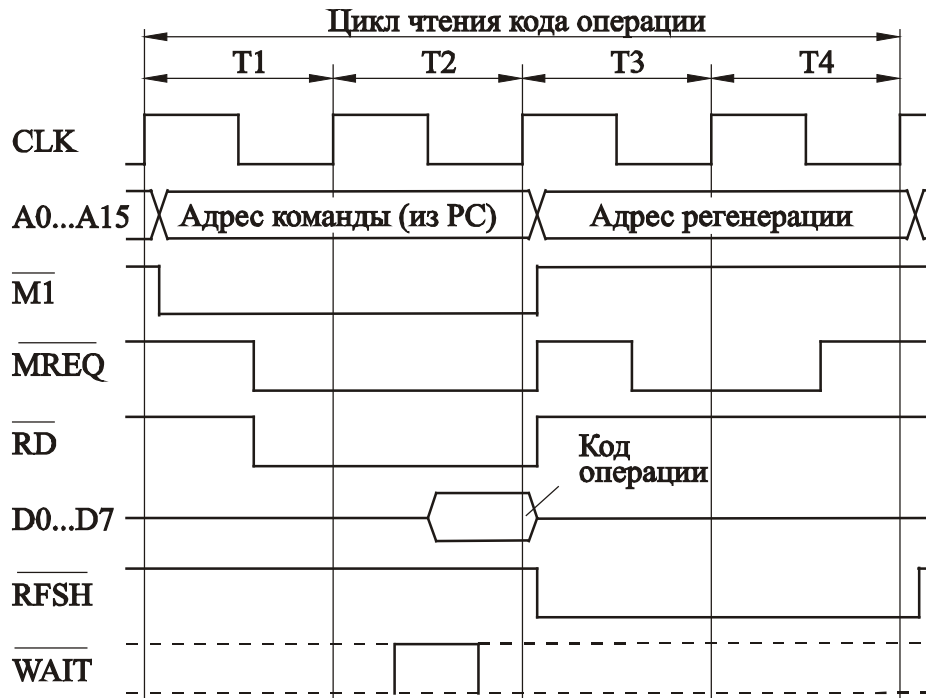 Цикл чтения кода операции
T1 T2 T3 T4
CLK
A0...A15 Адрес команды (из PC) Адрес регенерации
M1
MREQ
RD
Код
операции
D0...D7
RFSH
WAIT